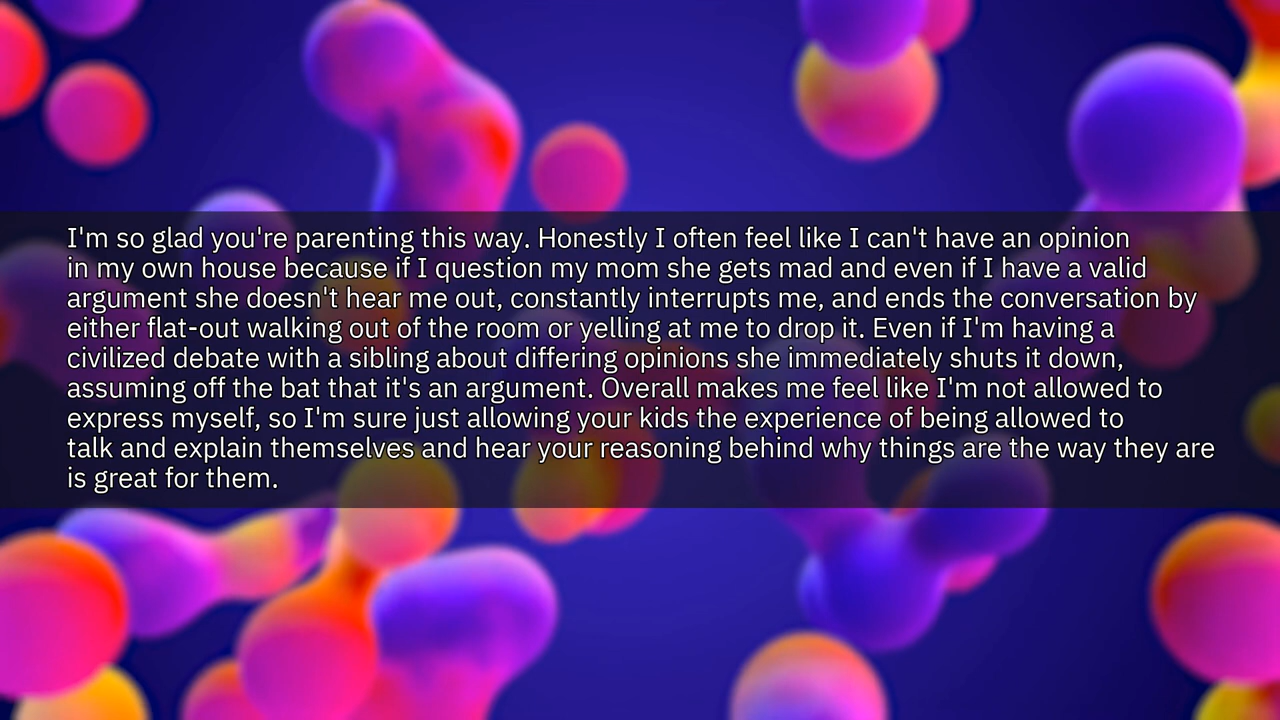 I'm so glad you're parenting this way. Honestly I often feel like I can't have an opinion
in my own house because if I question my mom she gets mad and even if I have a valid
argument she doesn't hear me out, constantly interrupts me, and ends the conversation by
either flat-out walking out of the room or yelling at me to drop it. Even if I'm having a
civilized debate with a sibling about differing opinions she immediately shuts it down,
assuming off the bat that it's an argument. Overall makes me feel like I'm not allowed to
express myself, so I'm sure just allowing your kids the experience of being allowed to
talk and explain themselves and hear your reasoning behind why things are the way they are
is great for them.